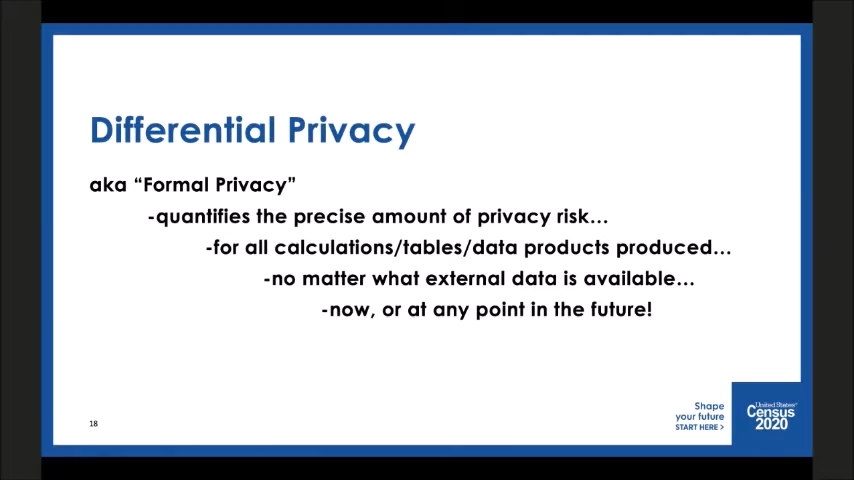 Differential Privacy
aka “Formal Privacy”
-quantifies the precise amount of privacy risk…
-for all calculations/tables/data products produced…
-no matter what external data is available…
-now, or at any point in the future!
18
Shape
your future
START HERE >
United States®
Census
2020